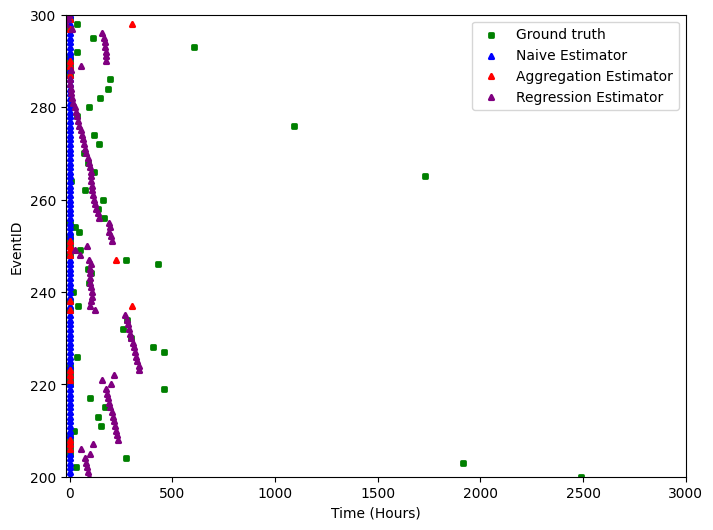 300
280
260
240
220
200
EventID
0
500
1000
1500
2000
2500
3000
Time (Hours)
Ground truth
Naive Estimator
Aggregation Estimator
Regression Estimator